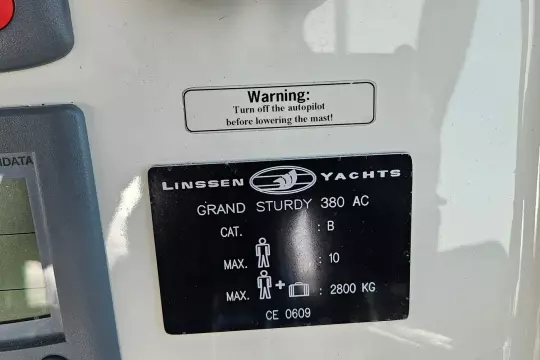 Warning:
Turn off the autopilot
before lowering the mast!
IDATA
LINSSEN YACHTS
GRAND STURDY 380 AC
CAT. : B
MAX. : 10
MAX. + : 2800 KG
CE 0609